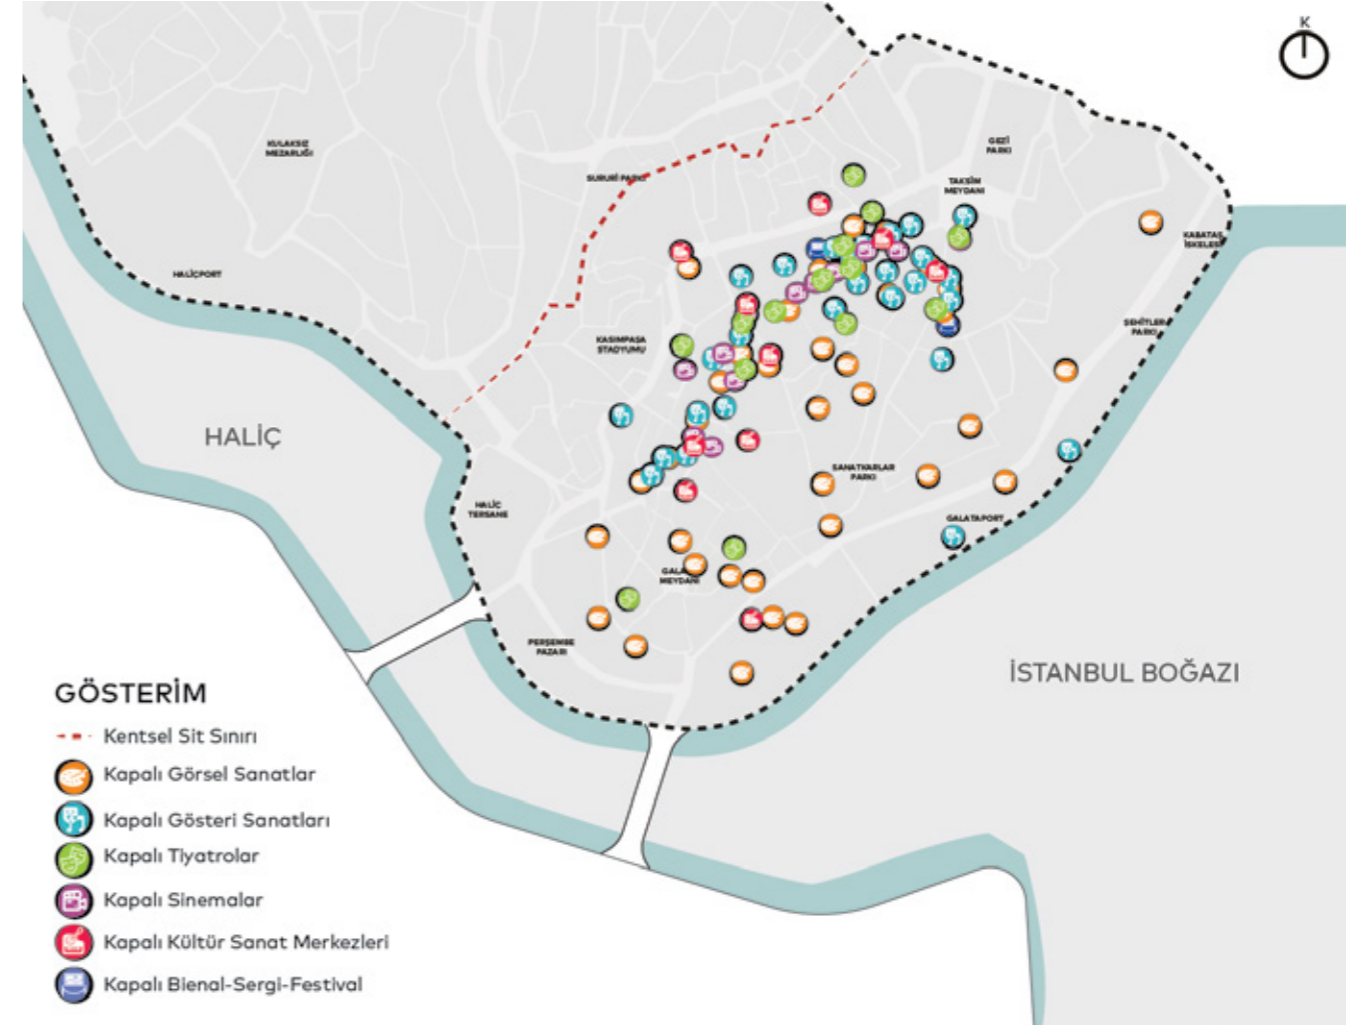 K
GEZİ
PARKI
KULAKSIZ
MEZARLIĞI
SURURİ PARKI
TAKSİM
MEYDANI
KABATAŞ
İSKELESİ
HALİÇPORT
ŞEHİTLER
PARKI
KASIMPAŞA
STADYUMU
HALİÇ
SANATKARLAR
PARKI
HALİÇ
TERSANE
GALATAPORT
MEYDANI
PERŞEMBE
PAZARI
İSTANBUL BOĞAZI
GÖSTERİM
Kentsel Sit Sınırı
Kapalı Görsel Sanatlar
Kapalı Gösteri Sanatları
Kapalı Tiyatrolar
Kapalı Sinemalar
Kapalı Kültür Sanat Merkezleri
Kapalı Bienal-Sergi-Festival